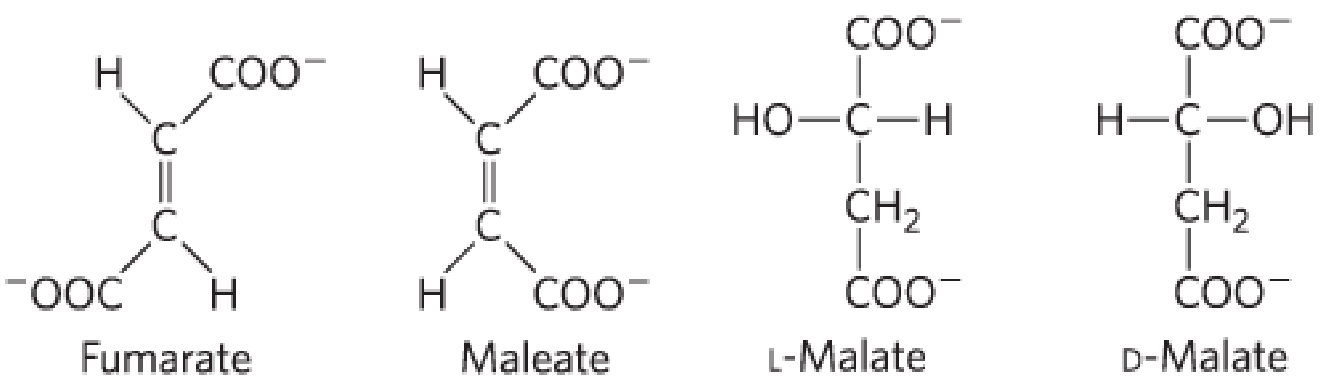 H COO⁻ H COO⁻ COO⁻ COO⁻
C C HO—C—H H—C—OH
C C CH₂ CH₂
⁻OOC H H COO⁻ COO⁻ COO⁻
Fumarate Maleate L-Malate D-Malate